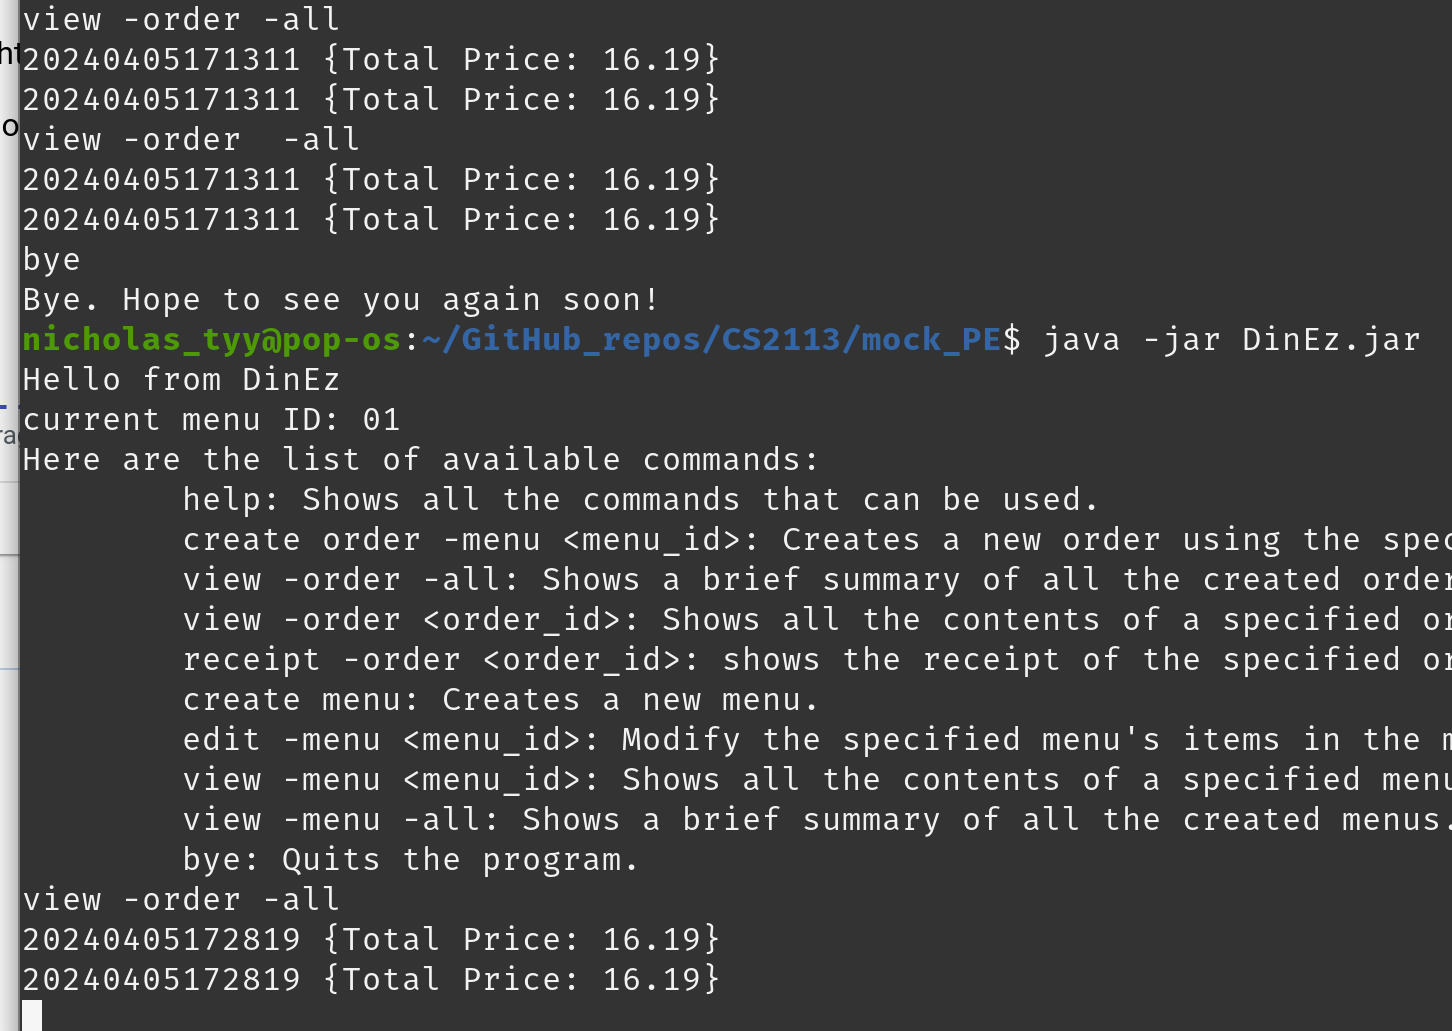 view -order -all
20240405171311 {Total Price: 16.19}
20240405171311 {Total Price: 16.19}
view -order  -all
20240405171311 {Total Price: 16.19}
20240405171311 {Total Price: 16.19}
bye
Bye. Hope to see you again soon!
nicholas_tyy@pop-os:~/GitHub_repos/CS2113/mock_PE$ java -jar DinEz.jar
Hello from DinEz
current menu ID: 01
Here are the list of available commands:
        help: Shows all the commands that can be used.
        create order -menu <menu_id>: Creates a new order using the
        view -order -all: Shows a brief summary of all the created
        view -order <order_id>: Shows all the contents of a specified
        receipt -order <order_id>: shows the receipt of the specified
        create menu: Creates a new menu.
        edit -menu <menu_id>: Modify the specified menu's items in the
        view -menu <menu_id>: Shows all the contents of a specified menu
        view -menu -all: Shows a brief summary of all the created menus.
        bye: Quits the program.
view -order -all
20240405172819 {Total Price: 16.19}
20240405172819 {Total Price: 16.19}